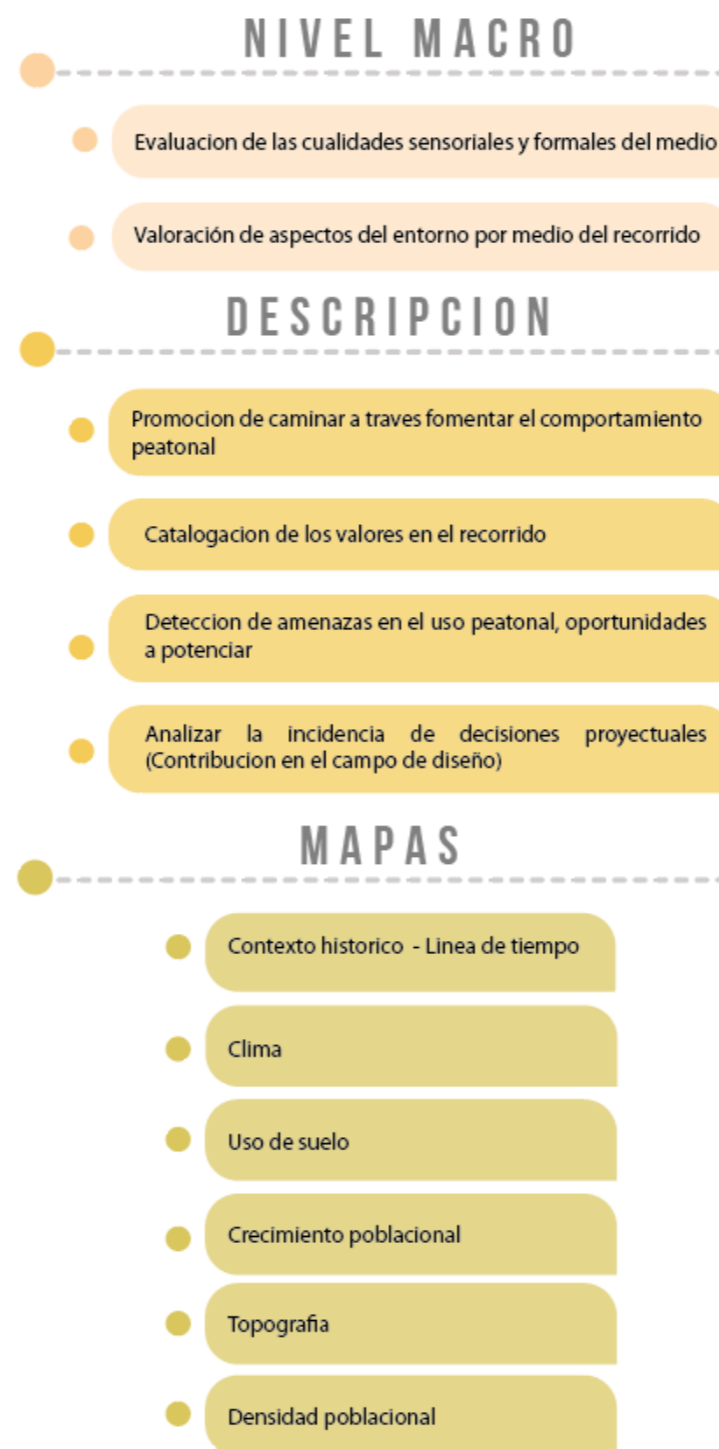 NIVEL MACRO
Evaluacion de las cualidades sensoriales y formales del medio
Valoración de aspectos del entorno por medio del recorrido
DESCRIPCION
Promocion de caminar a traves fomentar el comportamiento
peatonal
Catalogacion de los valores en el recorrido
Deteccion de amenazas en el uso peatonal, oportunidades
a potenciar
Analizar la incidencia de decisiones proyectuales
(Contribucion en el campo de diseño)
MAPAS
Contexto historico - Linea de tiempo
Clima
Uso de suelo
Crecimiento poblacional
Topografia
Densidad poblacional